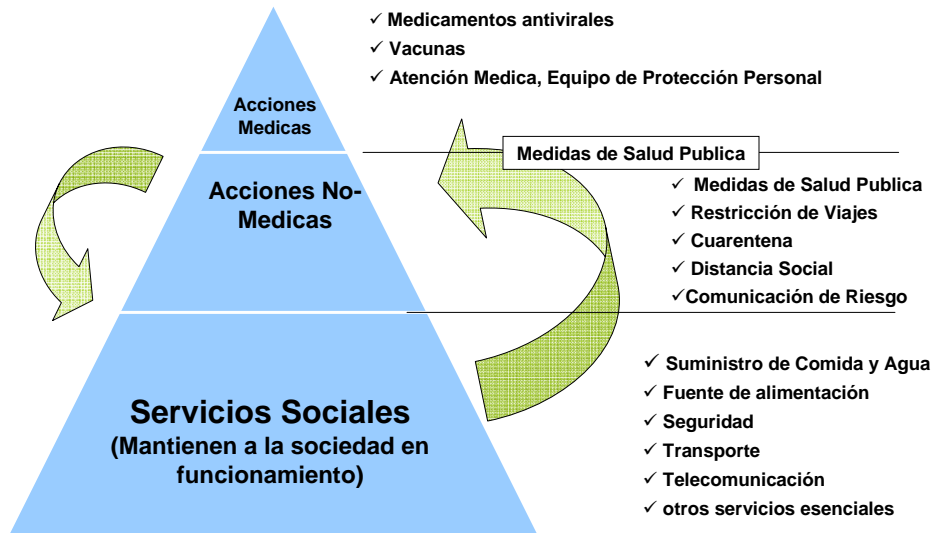 ✓ Medicamentos antivirales
✓ Vacunas
✓ Atención Medica, Equipo de Protección Personal
Acciones
Medicas
Medidas de Salud Publica
Acciones No-
Medicas
✓ Medidas de Salud Publica
✓ Restricción de Viajes
✓ Cuarentena
✓ Distancia Social
✓Comunicación de Riesgo
Servicios Sociales
(Mantienen a la sociedad en
funcionamiento)
✓ Suministro de Comida y Agua
✓ Fuente de alimentación
✓ Seguridad
✓ Transporte
✓ Telecomunicación
✓ otros servicios esenciales